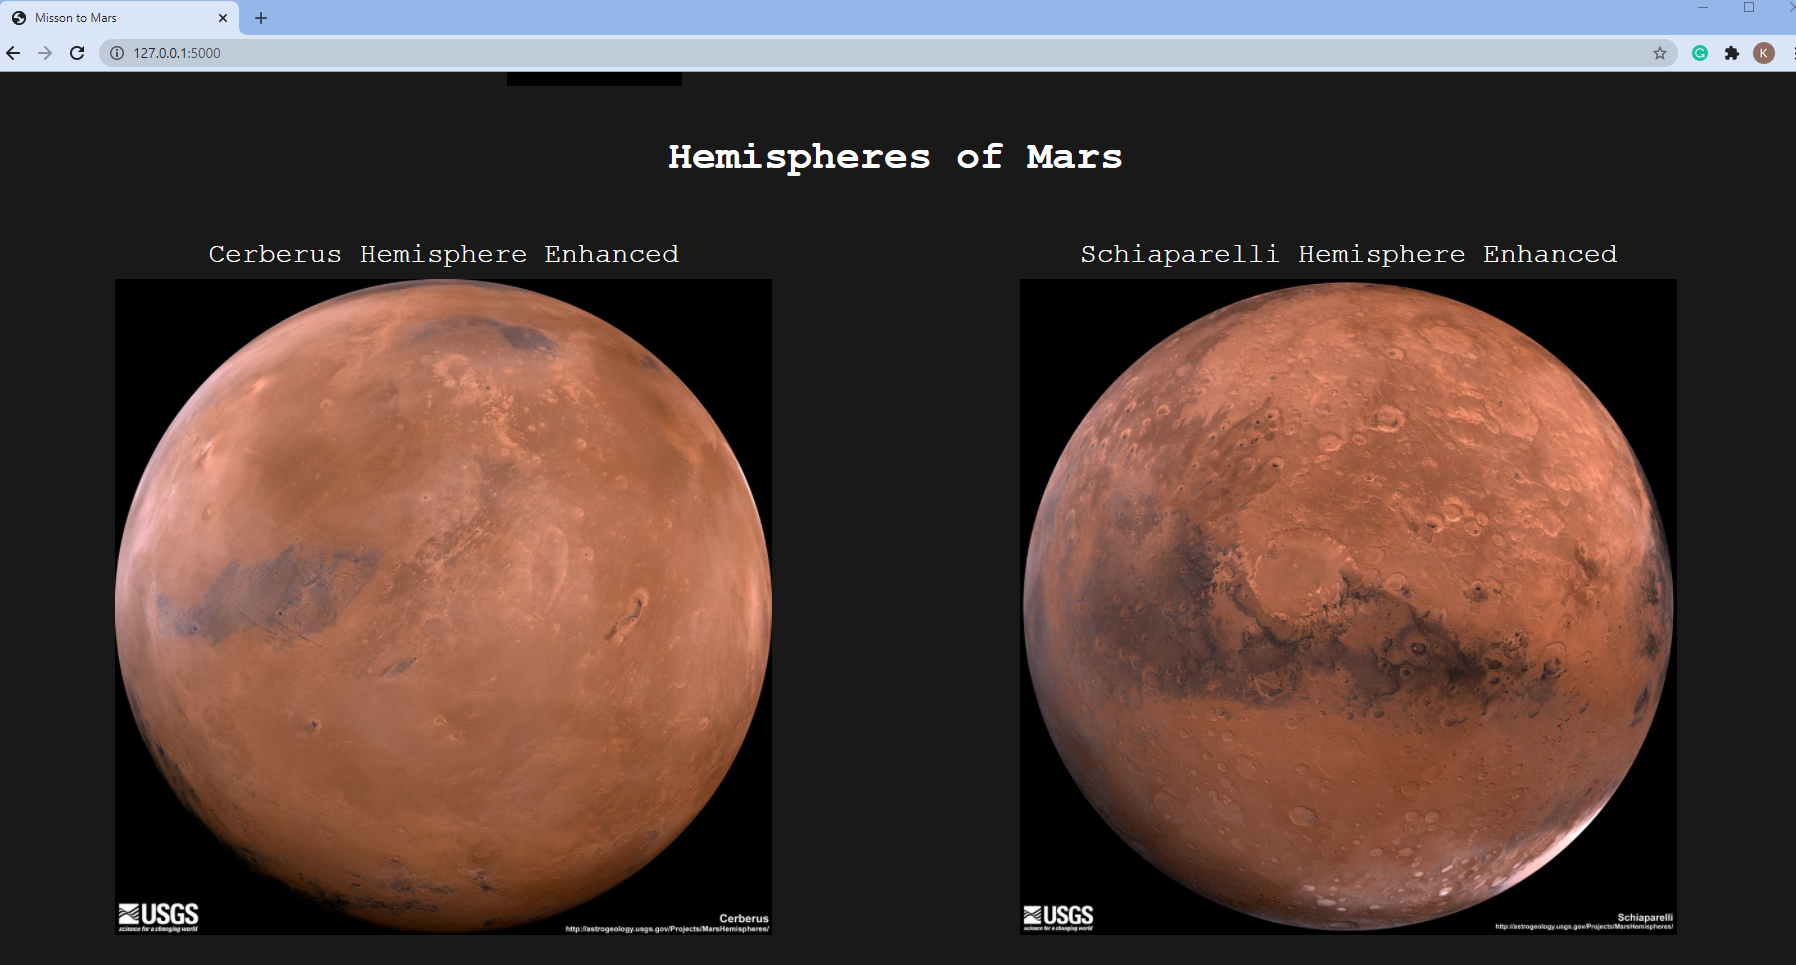 Misson to Mars
127.0.0.1:5000
K
Hemispheres of Mars
Cerberus Hemisphere Enhanced
Schiaparelli Hemisphere Enhanced
USGS
science for a changing world
Cerberus
http://astrogeology.usgs.gov/Projects/MarsHemispheres/
USGS
science for a changing world
Schiaparelli
http://astrogeology.usgs.gov/Projects/MarsHemispheres/